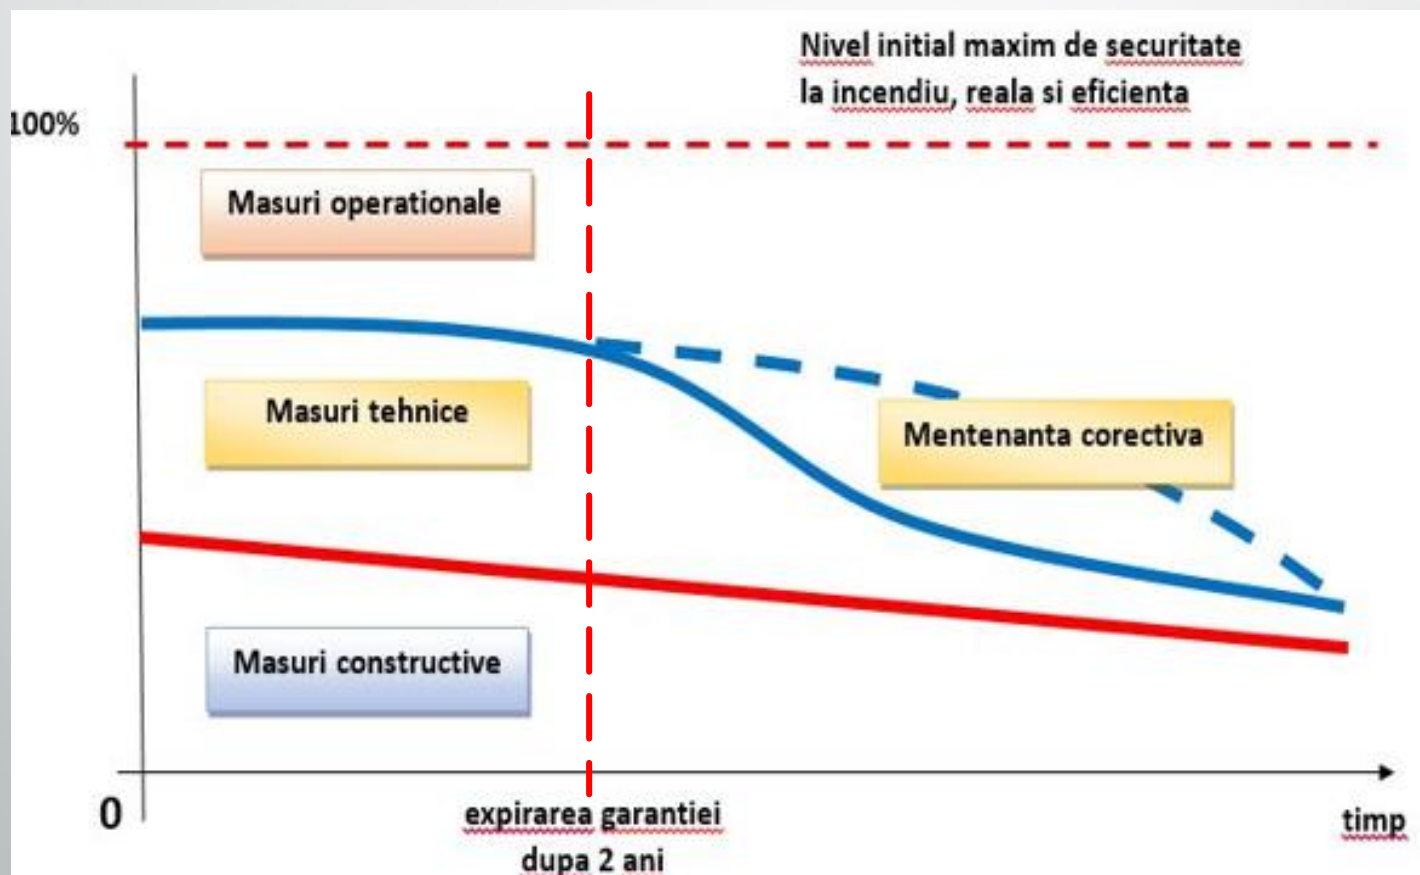 Nivel initial maxim de securitate
la incendiu, reala si eficienta
100%
Masuri operationale
Masuri tehnice
Mentenanta corectiva
Masuri constructive
0
expirarea garantiei
dupa 2 ani
timp